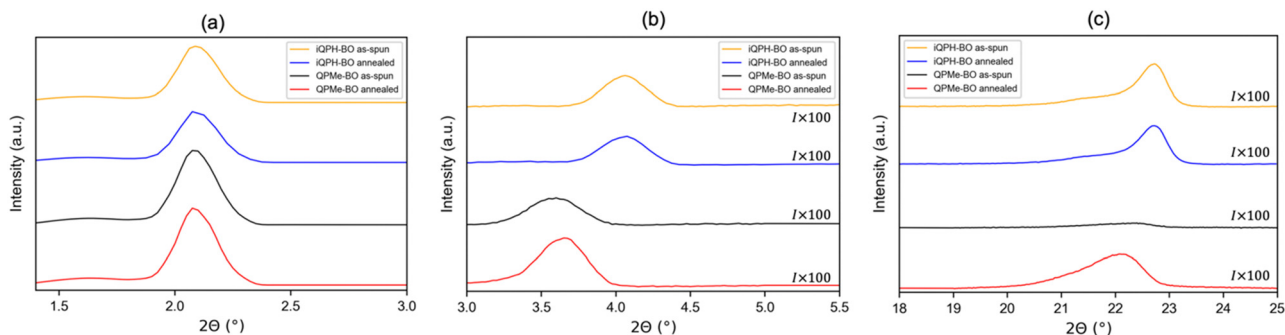 (a)
Intensity (a.u.)
iQPH-BO as-spun
iQPH-BO annealed
QPMe-BO as-spun
QPMe-BO annealed
1.5 2.0 2.5 3.0
2Θ (°)
(b)
Intensity (a.u.)
iQPH-BO as-spun
iQPH-BO annealed
QPMe-BO as-spun
QPMe-BO annealed
I×100
I×100
I×100
I×100
3.0 3.5 4.0 4.5 5.0 5.5
2Θ (°)
(c)
Intensity (a.u.)
iQPH-BO as-spun
iQPH-BO annealed
QPMe-BO as-spun
QPMe-BO annealed
I×100
I×100
I×100
I×100
18 19 20 21 22 23 24 25
2Θ (°)